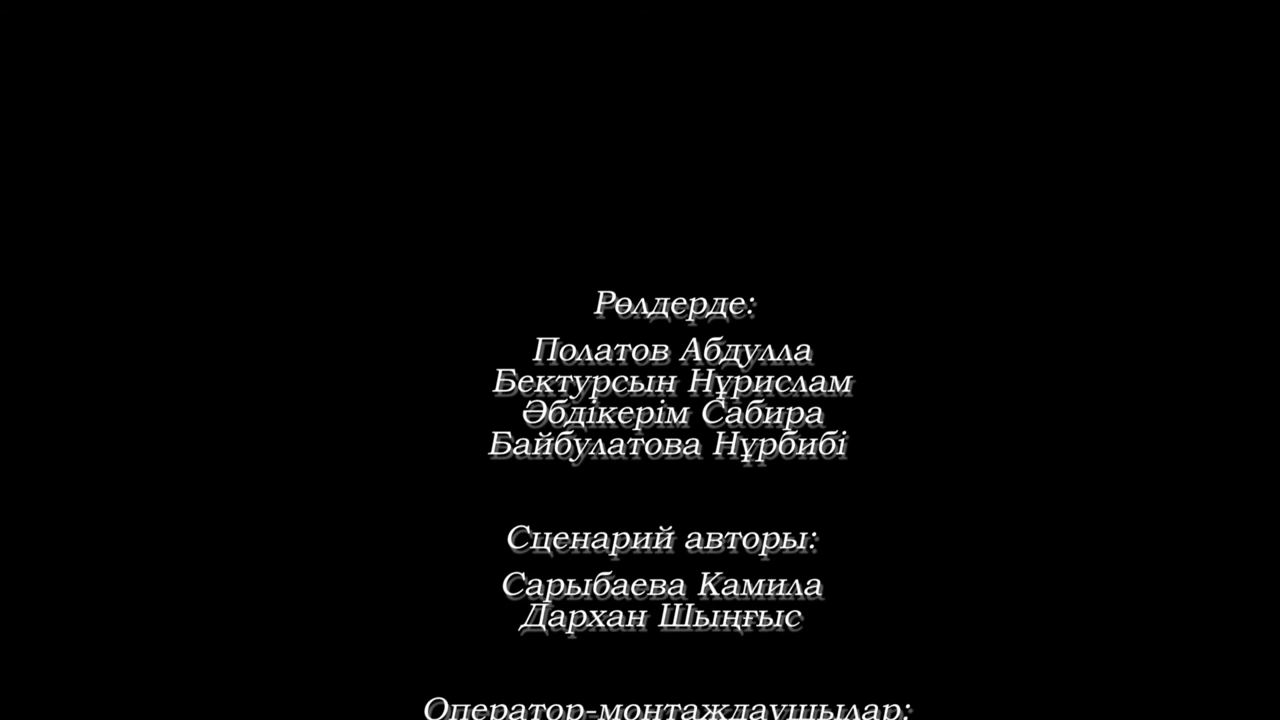 Рөлдерде:
Полатов Абдулла
Бектурсын Нұрислам
Әбдікерім Сабира
Байбулатова Нұрбибі
Сценарий авторы:
Сарыбаева Камила
Дархан Шыңғыс
Оператор-монтаждаушылар: